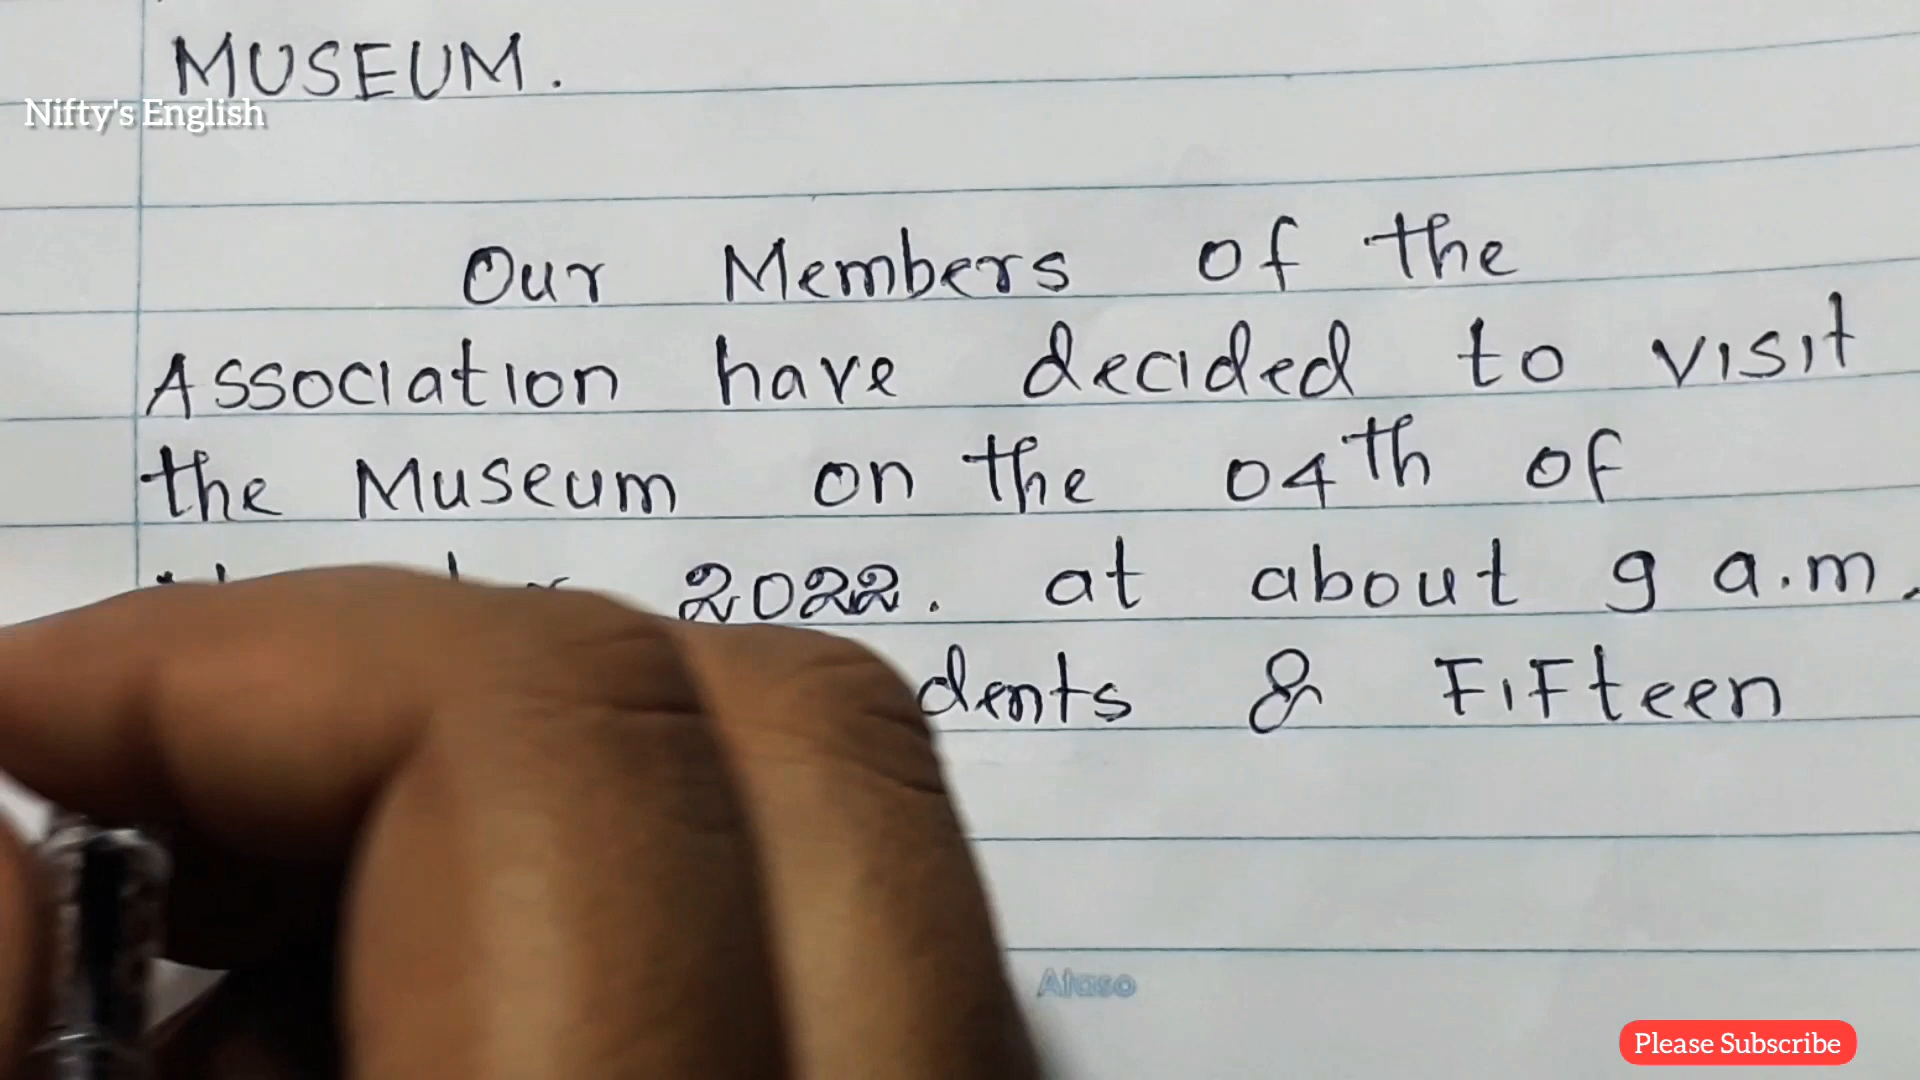 MUSEUM.
Nifty's English
Our Members of the
Association have decided to visit
the Museum on the 04th of
2022. at about 9 a.m.
& Fifteen
Ataso
Please Subscribe